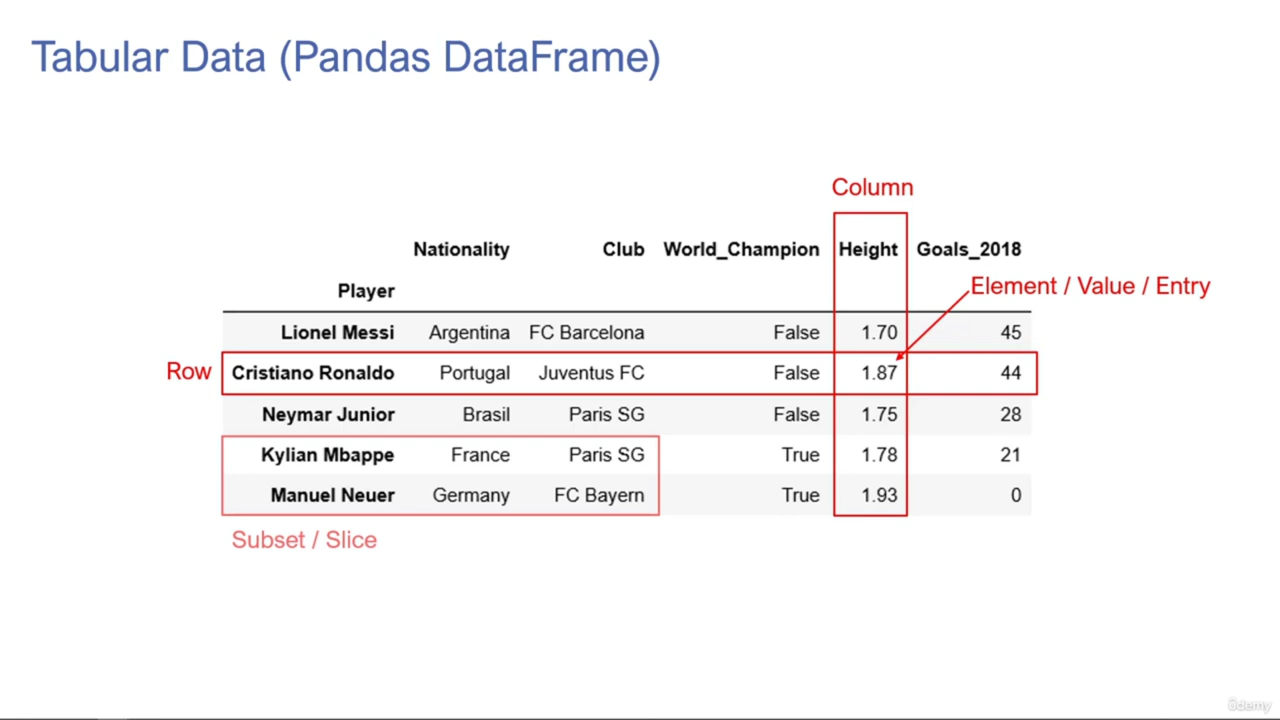 Tabular Data (Pandas DataFrame)
Column
Nationality Club World_Champion Height Goals_2018
Element / Value / Entry
Player
Lionel Messi Argentina FC Barcelona False 1.70 45
Row Cristiano Ronaldo Portugal Juventus FC False 1.87 44
Neymar Junior Brasil Paris SG False 1.75 28
Kylian Mbappe France Paris SG True 1.78 21
Manuel Neuer Germany FC Bayern True 1.93 0
Subset / Slice
ûdemy